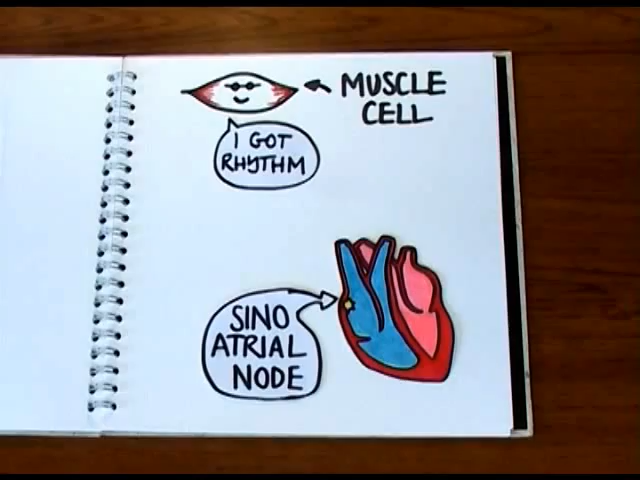 MUSCLE
CELL
I GOT
RHYTHM
SINO
ATRIAL
NODE